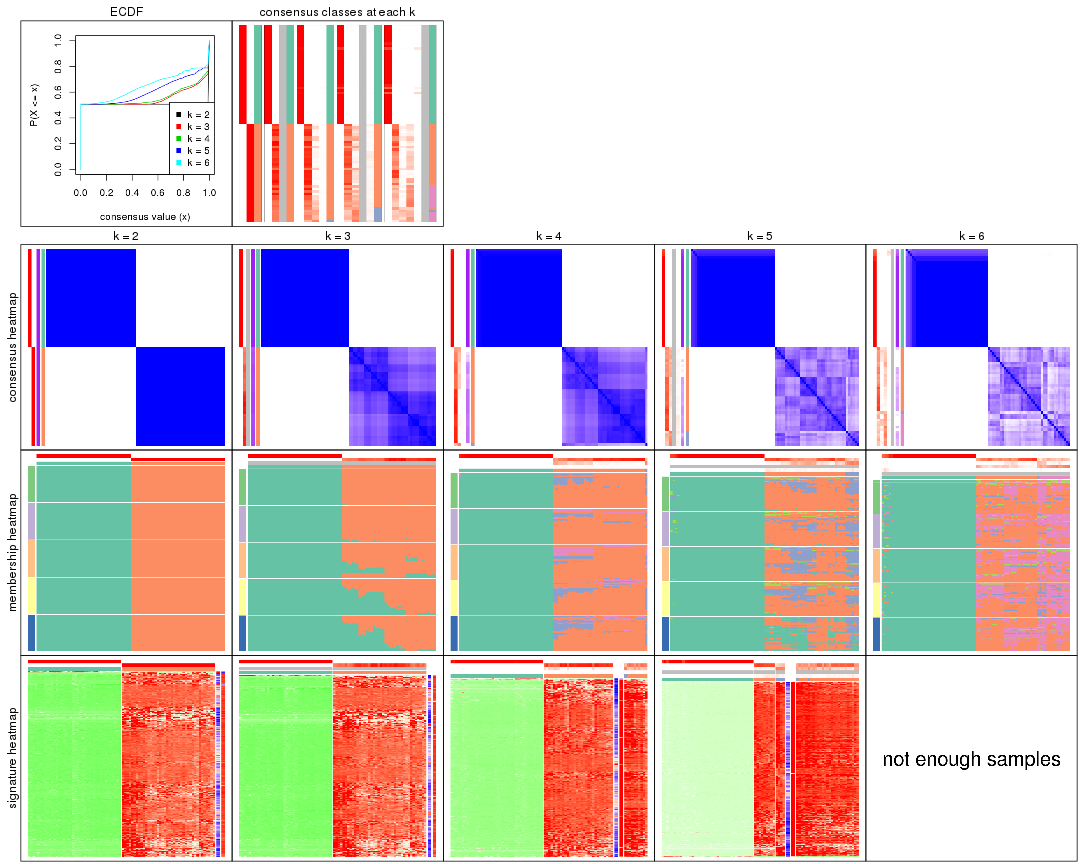 ECDF
consensus classes at each k
P(X <= x)
0.0 0.2 0.4 0.6 0.8 1.0
k = 2
k = 3
k = 4
k = 5
k = 6
0.0 0.2 0.4 0.6 0.8 1.0
consensus value (x)
k = 2 k = 3 k = 4 k = 5 k = 6
consensus heatmap
membership heatmap
signature heatmap
not enough samples